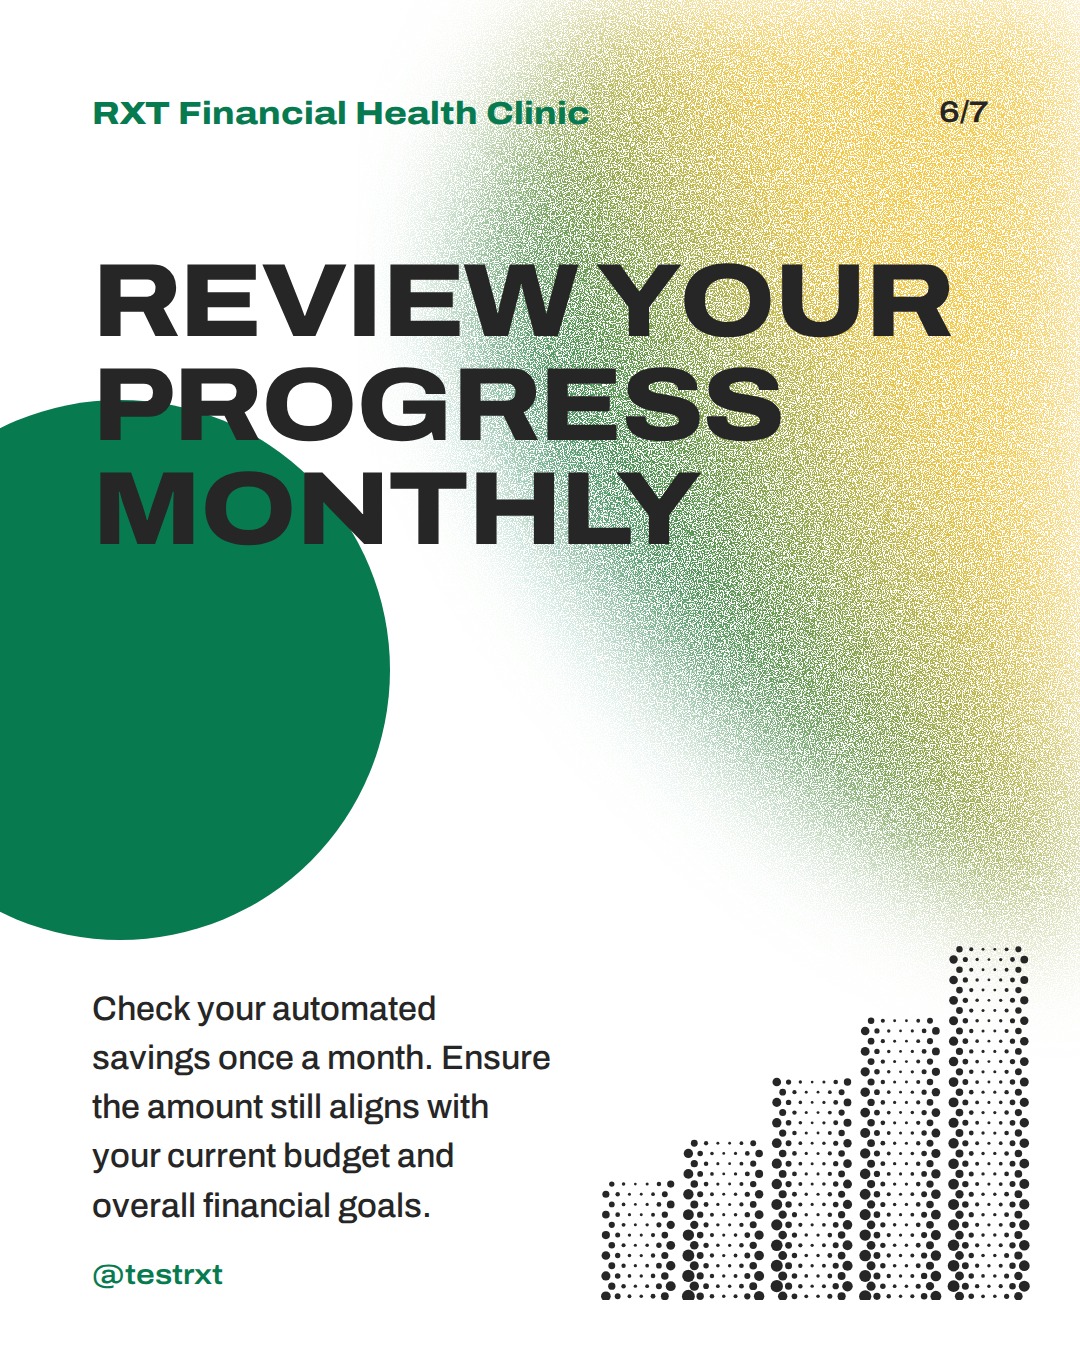 RXT Financial Health Clinic
6/7
REVIEW YOUR
PROGRESS
MONTHLY
Check your automated
savings once a month. Ensure
the amount still aligns with
your current budget and
overall financial goals.
@testrxt